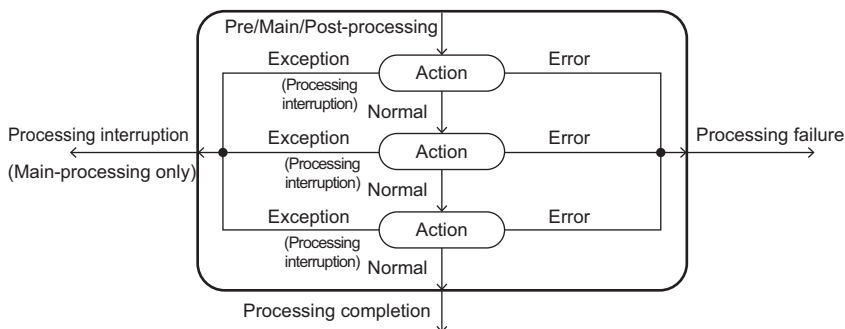 Pre/Main/Post-processing
Exception
Action
Error
(Processing
interruption)
Normal
Processing interruption
(Main-processing only)
Exception
Action
Error
Processing failure
(Processing
interruption)
Normal
Exception
Action
Error
(Processing
interruption)
Normal
Processing completion